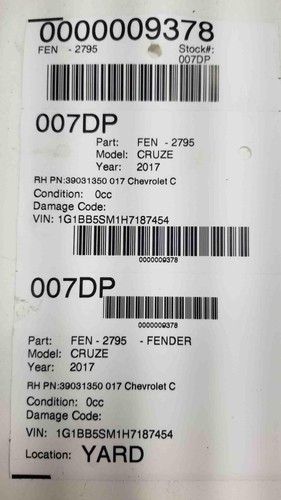 0000009378
FEN - 2795 Stock#:
007DP
007DP
Part: FEN - 2795
Model: CRUZE
Year: 2017
RH PN:39031350 017 Chevrolet C
Condition: 0cc
Damage Code:
VIN: 1G1BB5SM1H7187454
0000009378
007DP
0000009378
Part: FEN - 2795 - FENDER
Model: CRUZE
Year: 2017
RH PN:39031350 017 Chevrolet C
Condition: 0cc
Damage Code:
VIN: 1G1BB5SM1H7187454
Location: YARD